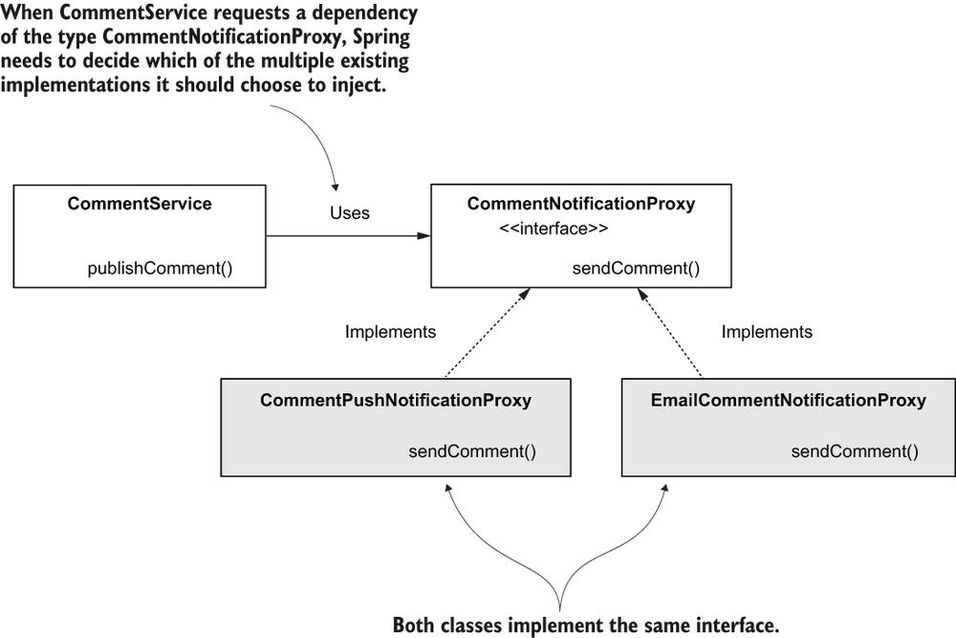 When CommentService requests a dependency
of the type CommentNotificationProxy, Spring
needs to decide which of the multiple existing
implementations it should choose to inject.
CommentService
publishComment()
Uses
CommentNotificationProxy
<<interface>>
sendComment()
Implements
Implements
CommentPushNotificationProxy
sendComment()
EmailCommentNotificationProxy
sendComment()
Both classes implement the same interface.